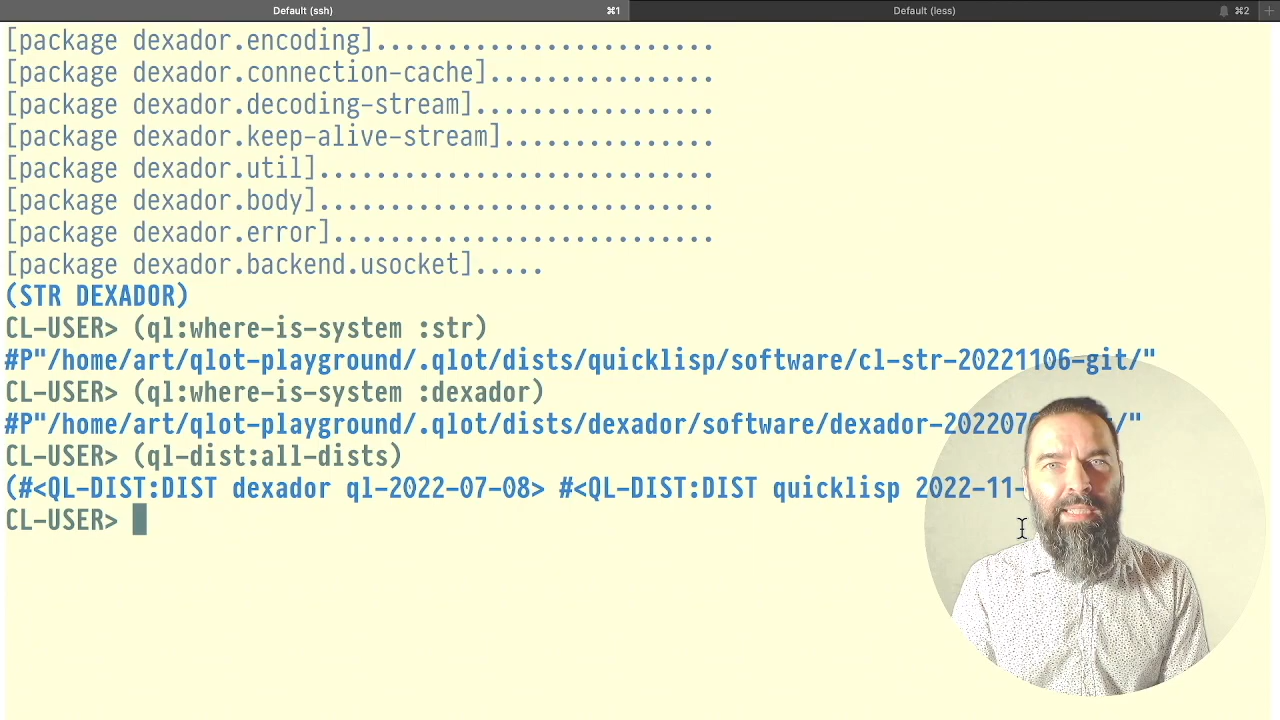 Default (ssh) ⌘1 Default (less) ⌘2
[package dexador.encoding]........................
[package dexador.connection-cache]................
[package dexador.decoding-stream].................
[package dexador.keep-alive-stream]...............
[package dexador.util]............................
[package dexador.body]............................
[package dexador.error]...........................
[package dexador.backend.usocket].....
(STR DEXADOR)
CL-USER> (ql:where-is-system :str)
#P"/home/art/qlot-playground/.qlot/dists/quicklisp/software/cl-str-20221106-git/"
CL-USER> (ql:where-is-system :dexador)
#P"/home/art/qlot-playground/.qlot/dists/dexador/software/dexador-202207 /"
CL-USER> (ql-dist:all-dists)
(#<QL-DIST:DIST dexador ql-2022-07-08> #<QL-DIST:DIST quicklisp 2022-11-
CL-USER>